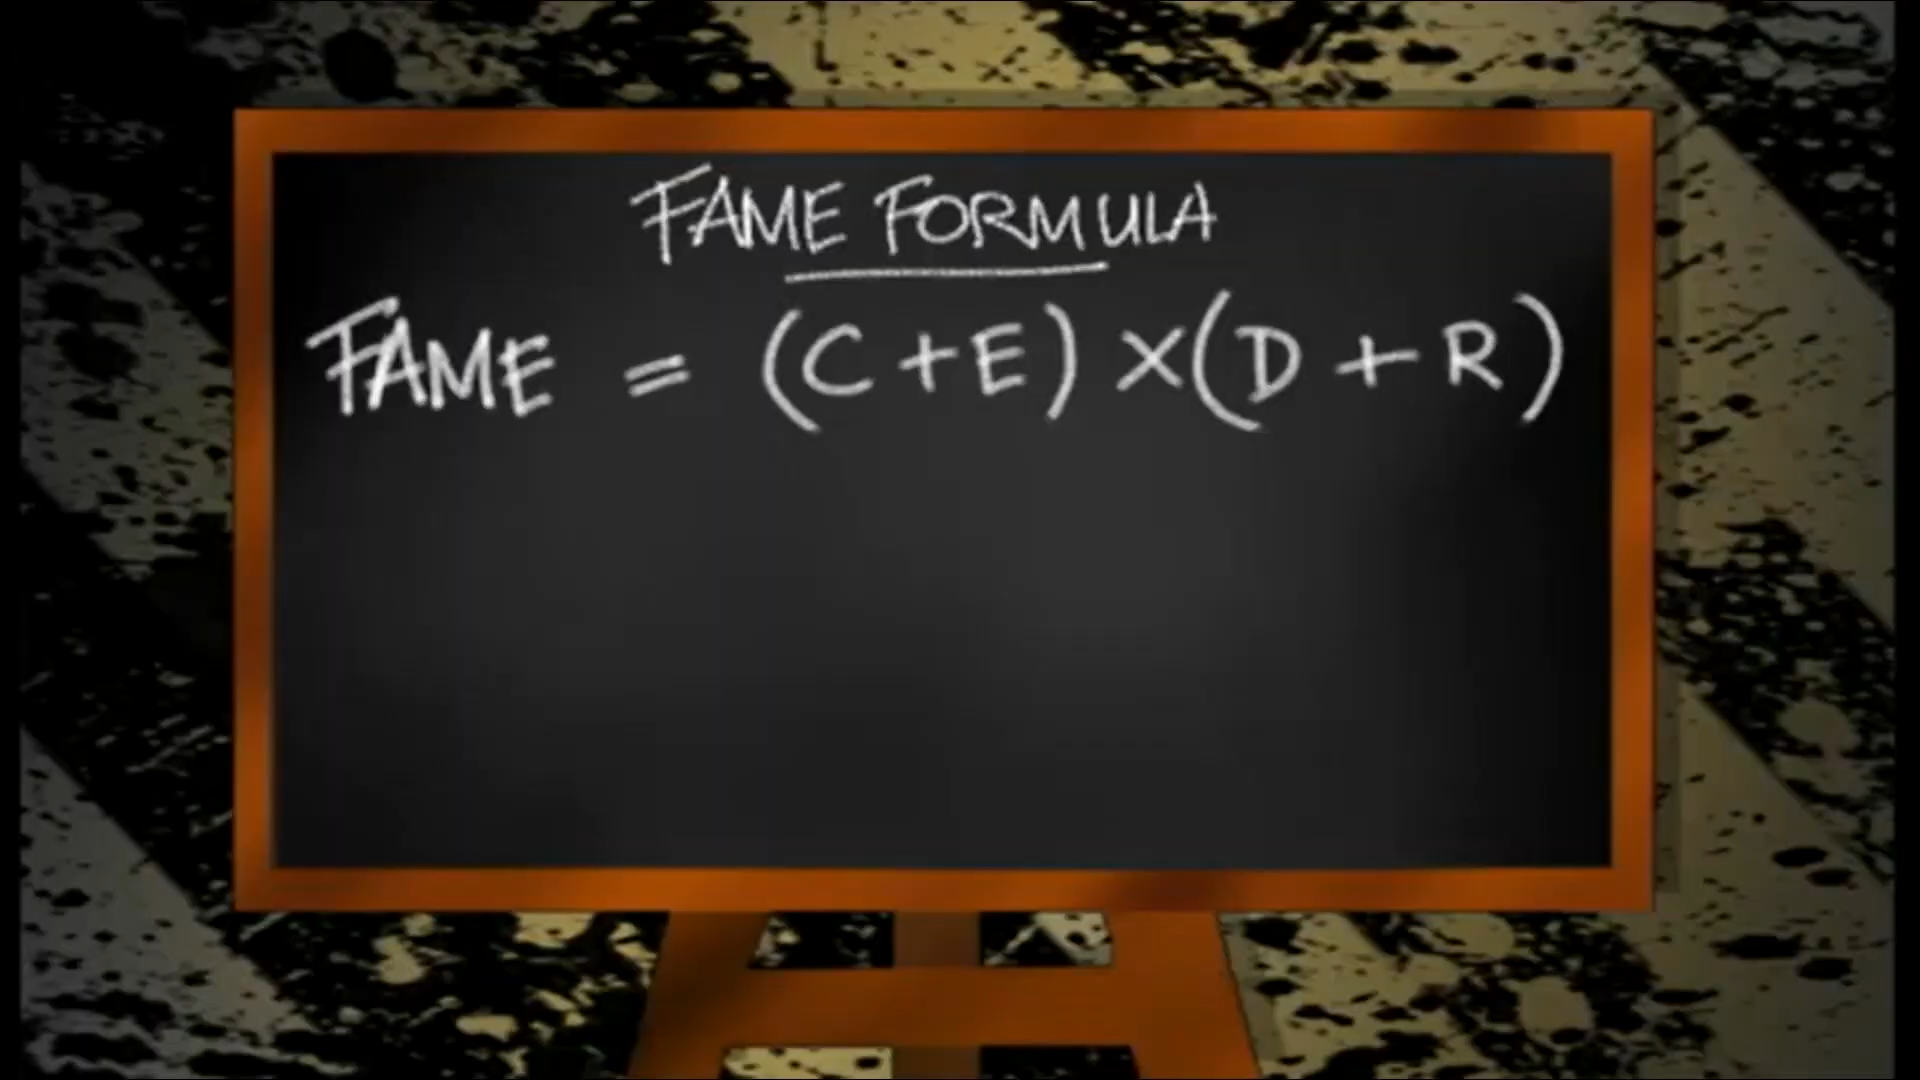 FAME FORMULA
FAME = (C+E) X(D + R)